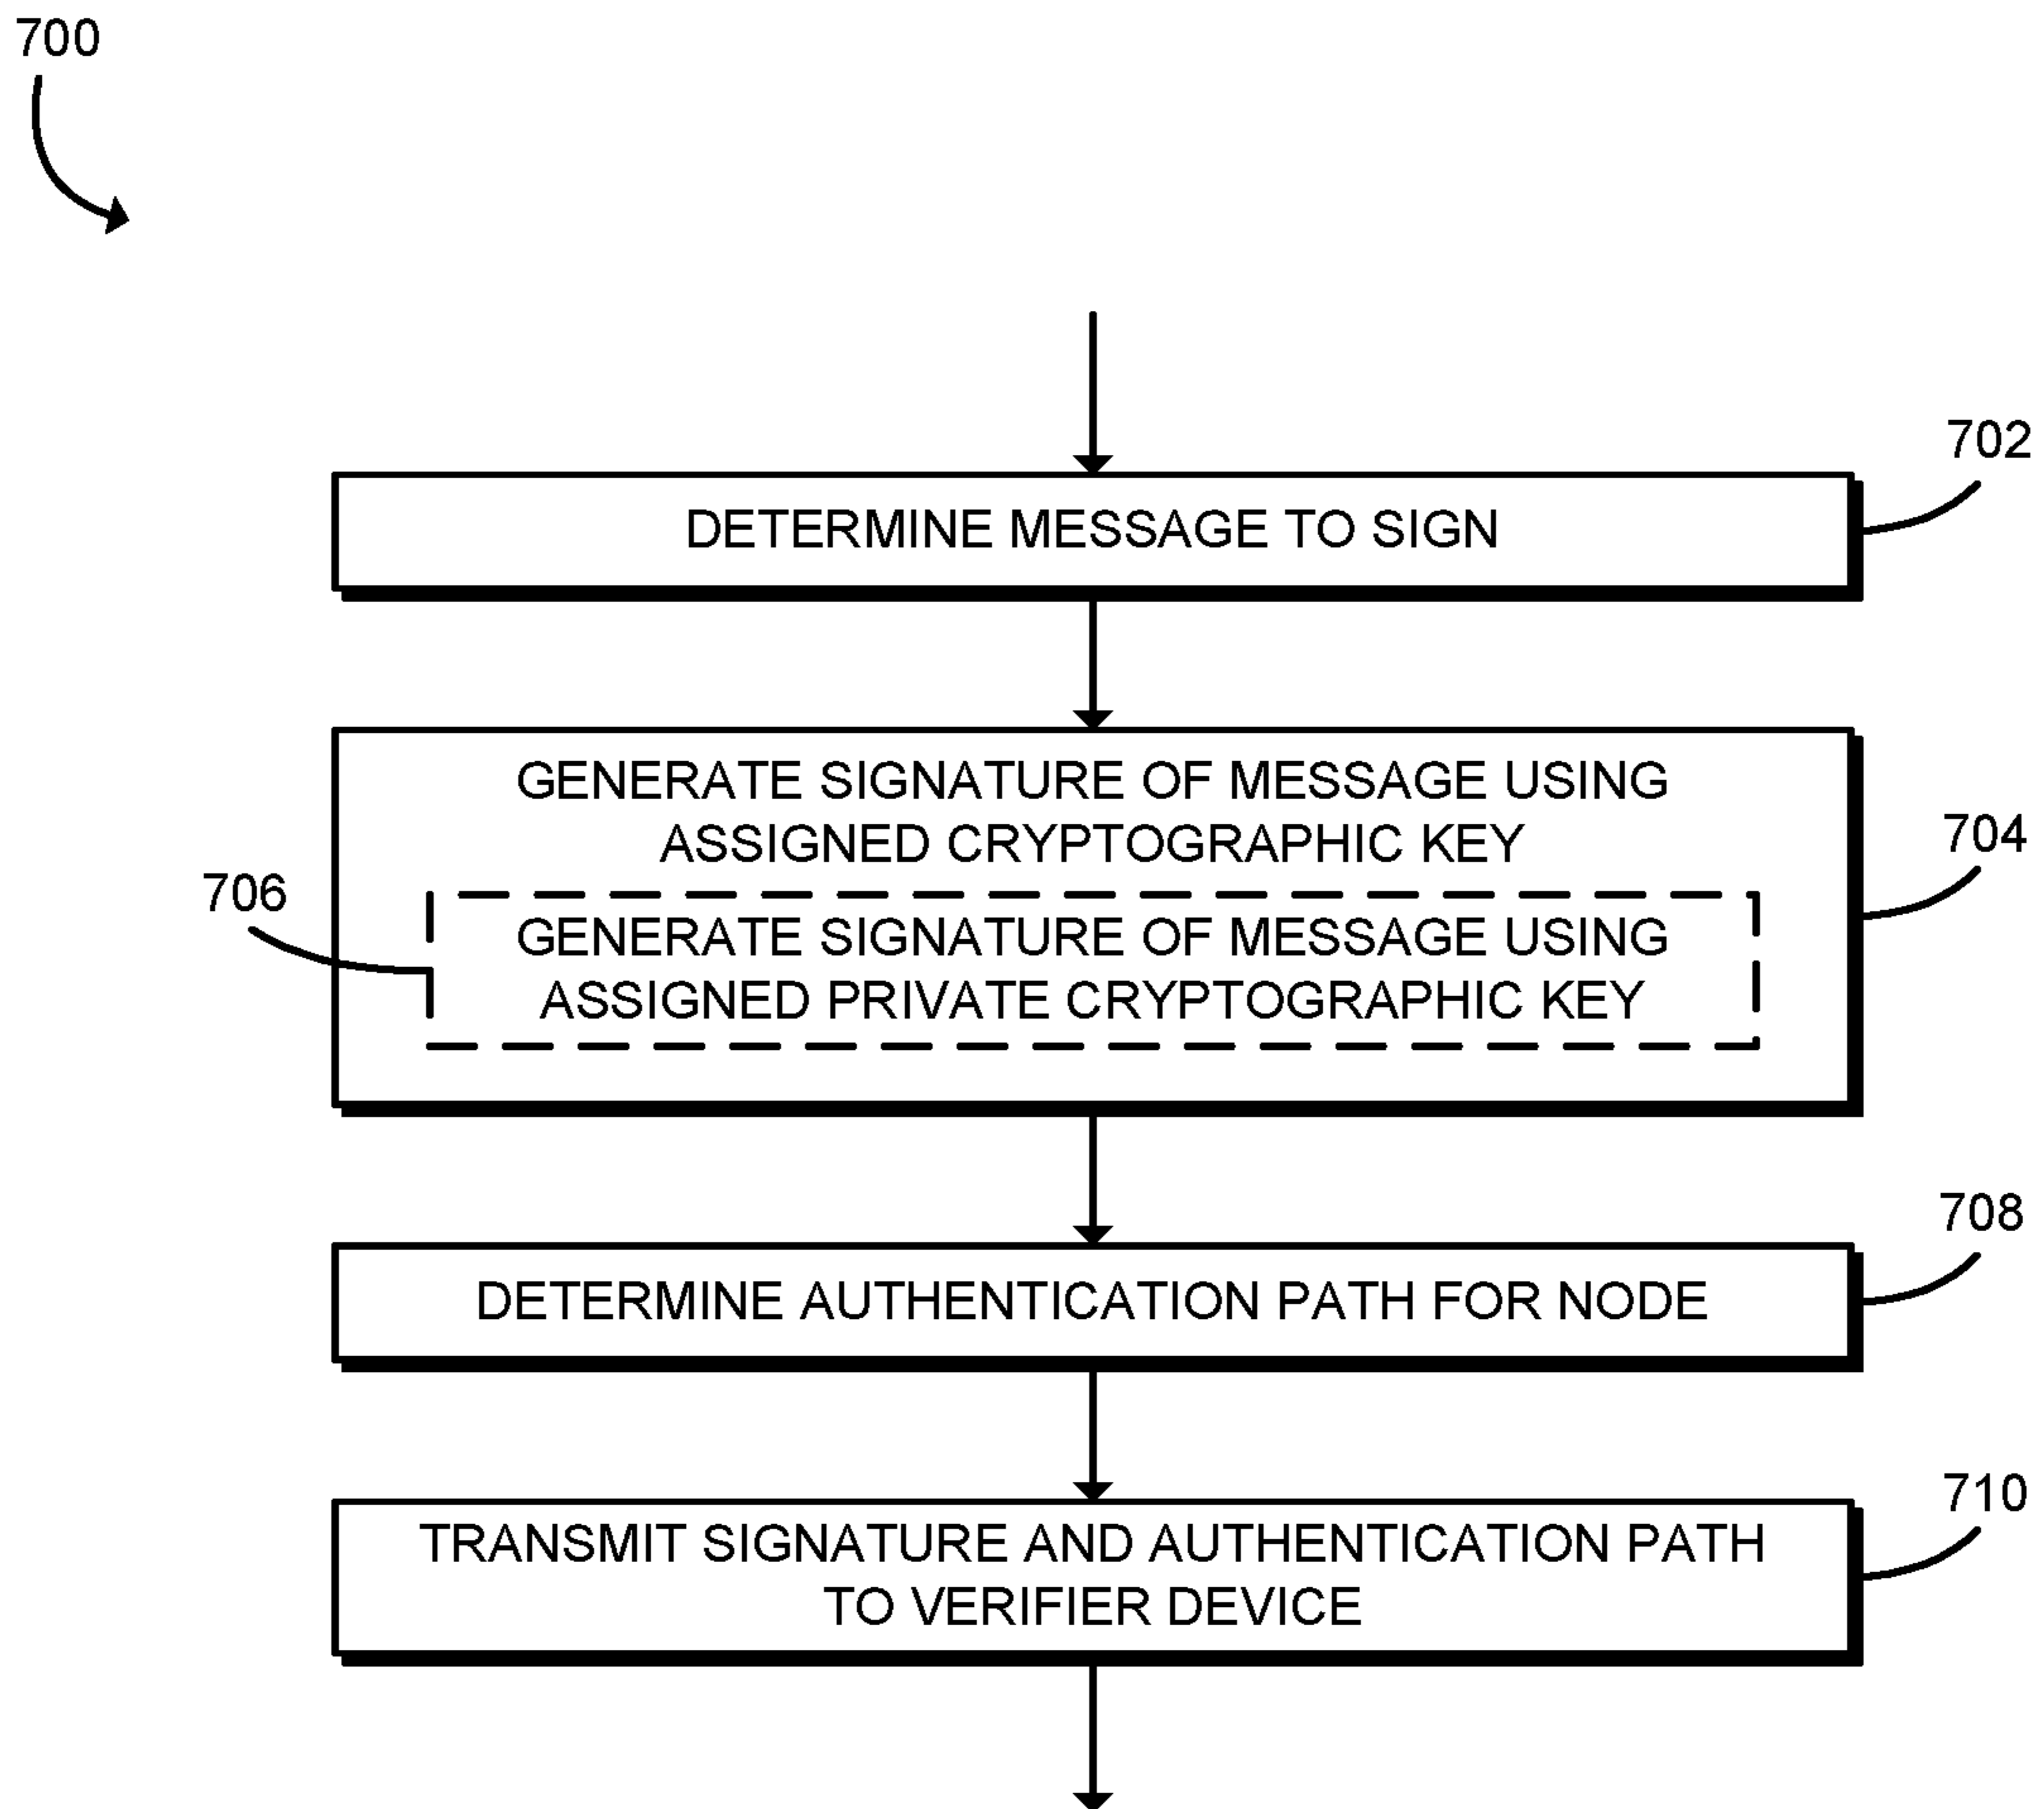 700
702
DETERMINE MESSAGE TO SIGN
GENERATE SIGNATURE OF MESSAGE USING
ASSIGNED CRYPTOGRAPHIC KEY
704
706
GENERATE SIGNATURE OF MESSAGE USING
ASSIGNED PRIVATE CRYPTOGRAPHIC KEY
708
DETERMINE AUTHENTICATION PATH FOR NODE
710
TRANSMIT SIGNATURE AND AUTHENTICATION PATH
TO VERIFIER DEVICE